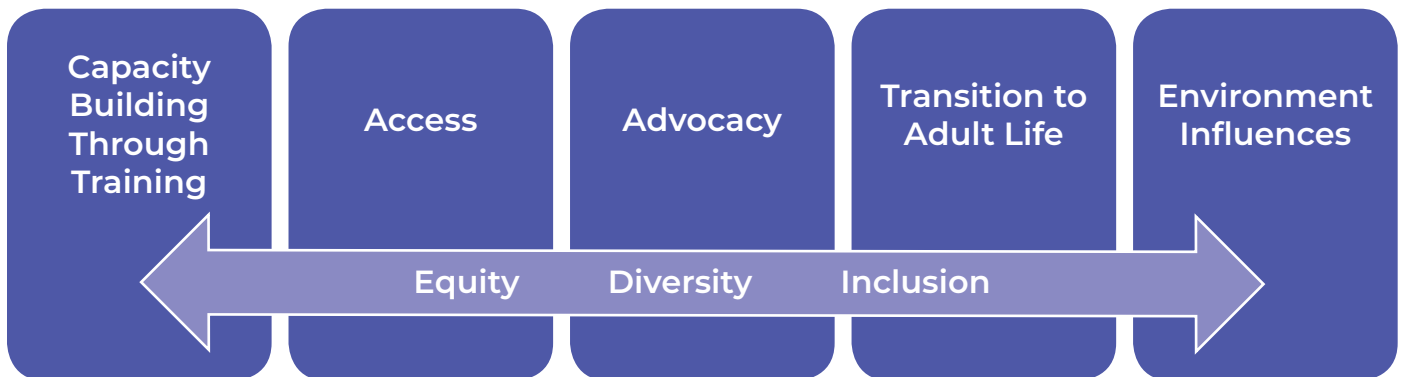 Capacity
Building
Through
Training
Access
Advocacy
Transition to
Adult Life
Environment
Influences
Equity Diversity Inclusion